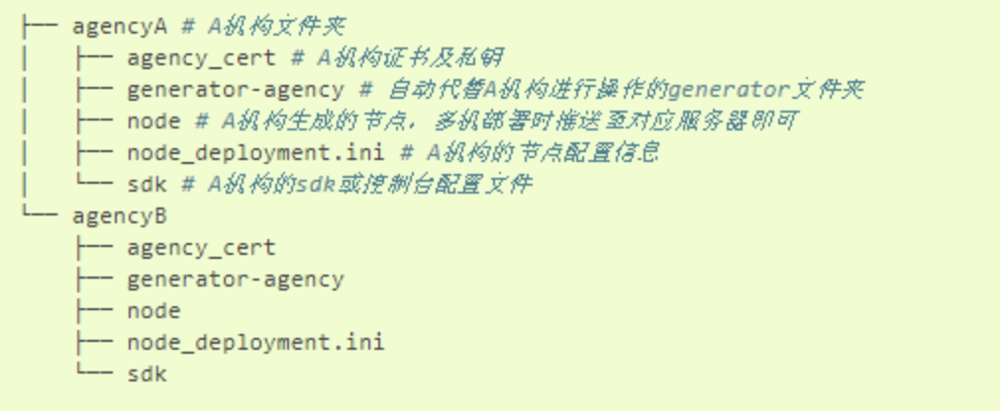 ├── agencyA # A机构文件夹
│   ├── agency_cert # A机构证书及私钥
│   ├── generator-agency # 自动代替A机构进行操作的generator文件夹
│   ├── node # A机构生成的节点，多机部署时推送至对应服务器即可
│   ├── node_deployment.ini # A机构的节点配置信息
│   └── sdk # A机构的sdk或控制台配置文件
└── agencyB
    ├── agency_cert
    ├── generator-agency
    ├── node
    ├── node_deployment.ini
    └── sdk